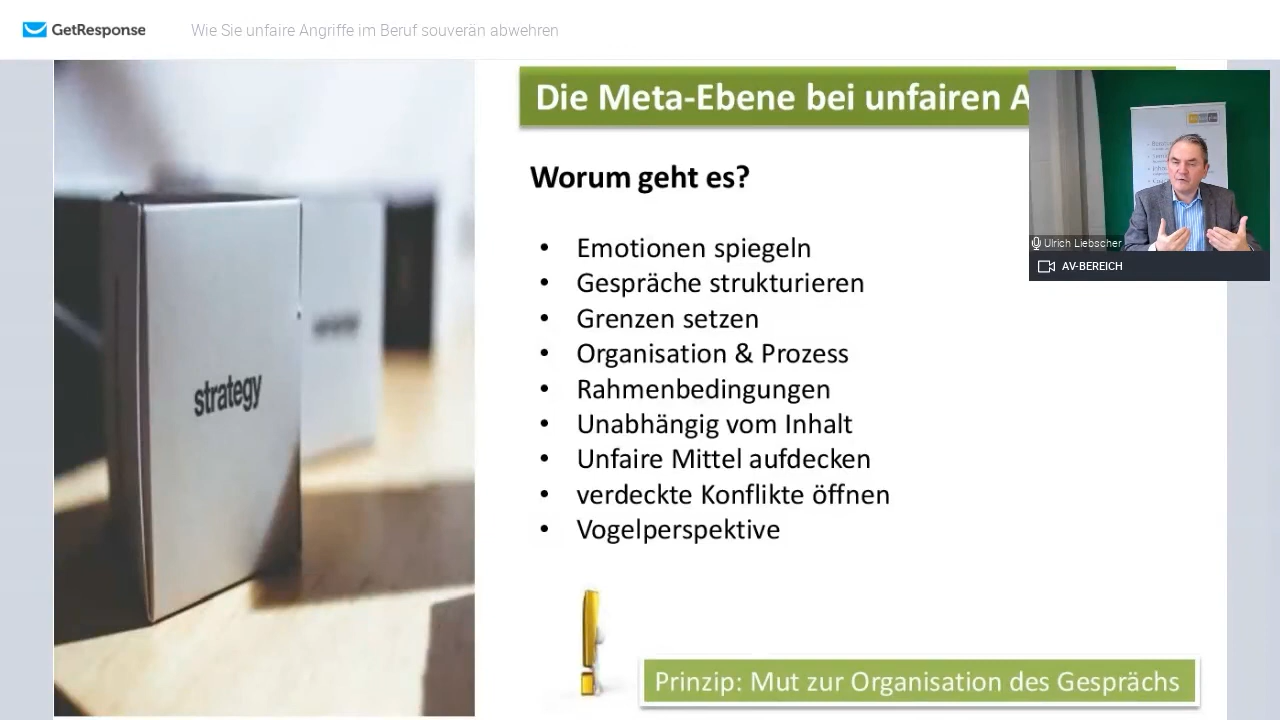 GetResponse
Wie Sie unfaire Angriffe im Beruf souverän abwehren
Die Meta-Ebene bei unfairen A
Worum geht es?
• Emotionen spiegeln
• Gespräche strukturieren
• Grenzen setzen
• Organisation & Prozess
• Rahmenbedingungen
• Unabhängig vom Inhalt
• Unfaire Mittel aufdecken
• verdeckte Konflikte öffnen
• Vogelperspektive
Prinzip: Mut zur Organisation des Gesprächs
strategy
Ulrich Liebscher
AV-BEREICH